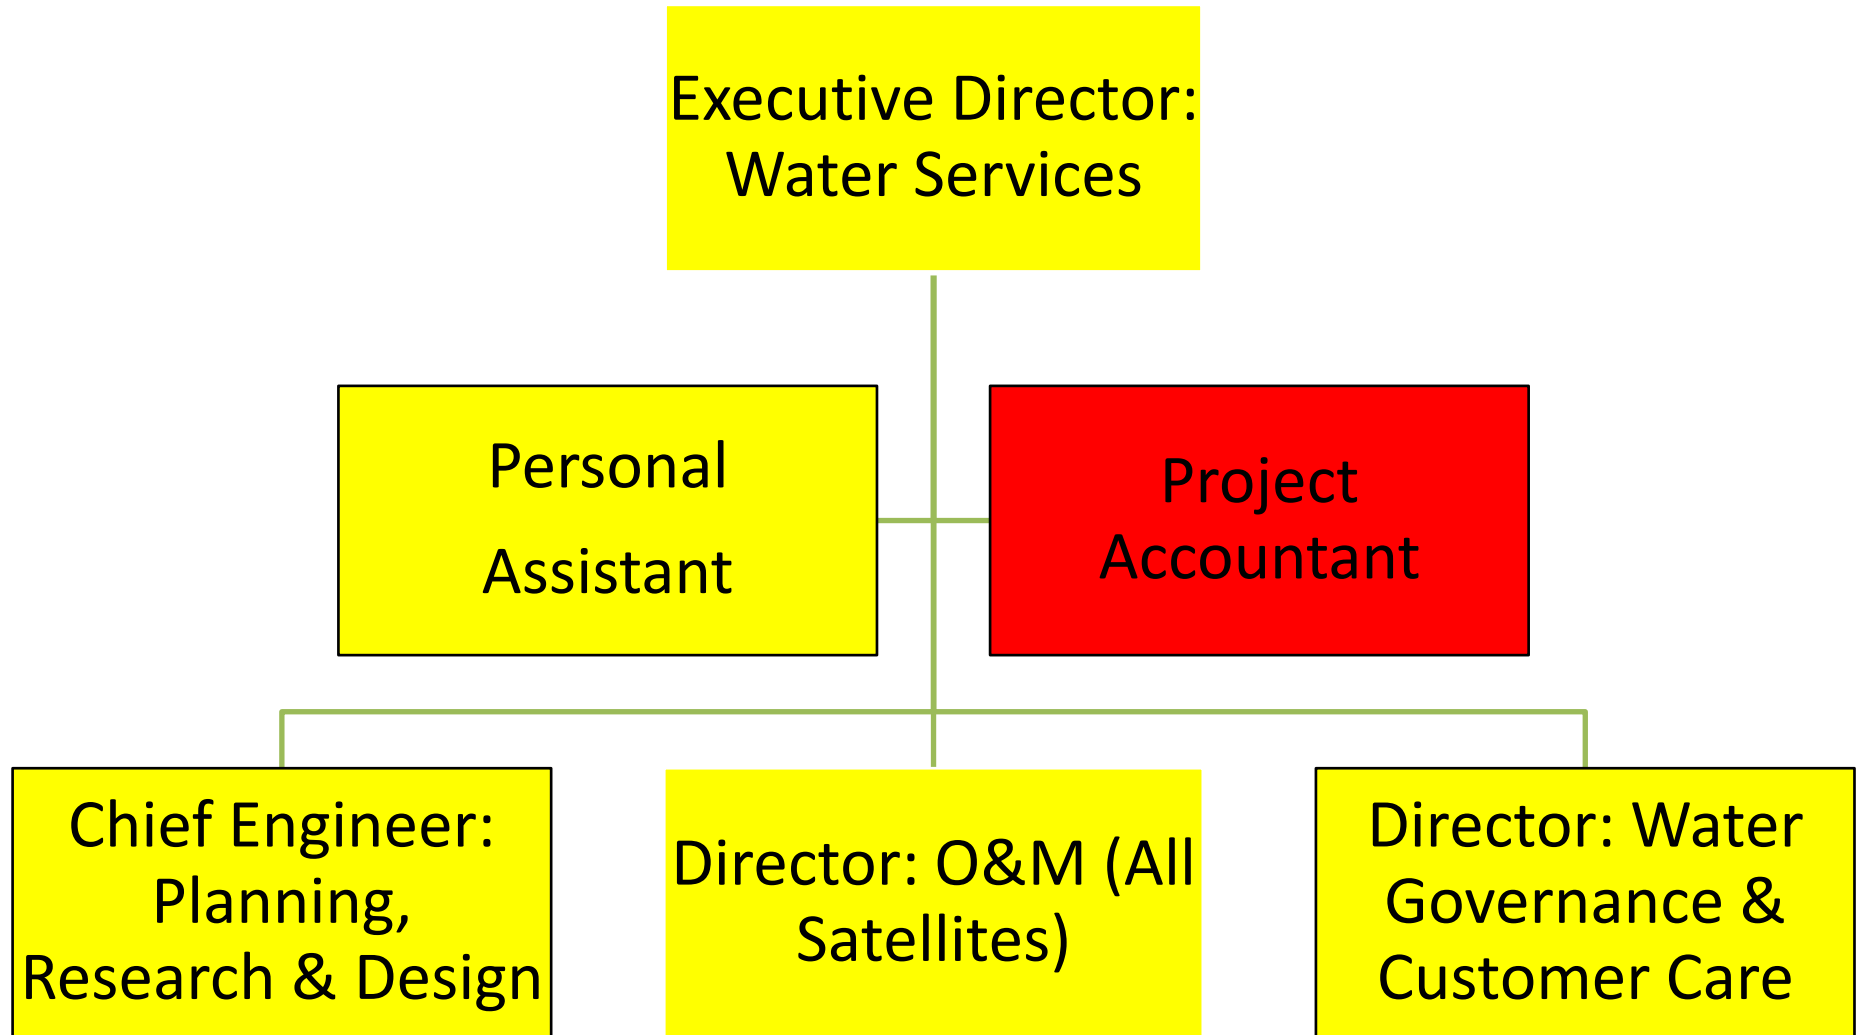 Executive Director:
Water Services
Personal
Assistant
Project
Accountant
Chief Engineer:
Planning,
Research & Design
Director: O&M (All
Satellites)
Director: Water
Governance &
Customer Care